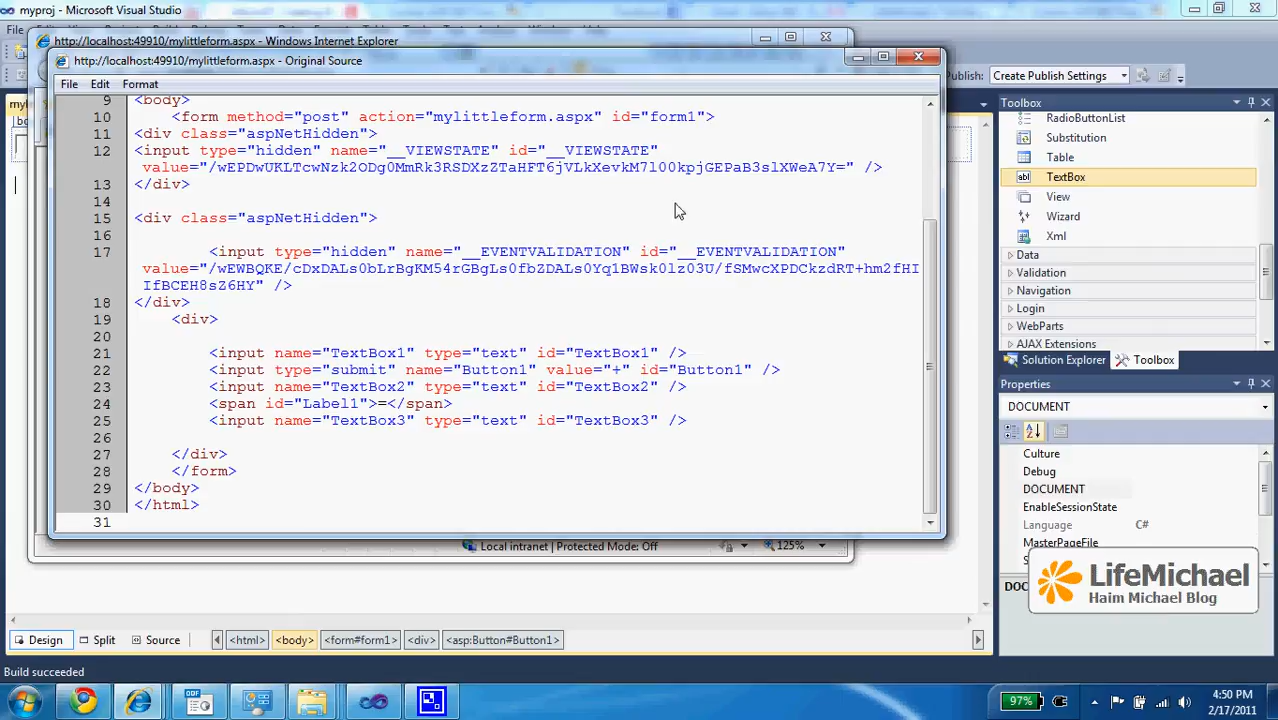 myproj - Microsoft Visual Studio
File
http://localhost:49910/mylittleform.aspx - Windows Internet Explorer
http://localhost:49910/mylittleform.aspx - Original Source
File Edit Format
9 <body>
10 <form method="post" action="mylittleform.aspx" id="form1">
11 <div class="aspNetHidden">
12 <input type="hidden" name="__VIEWSTATE" id="__VIEWSTATE"
value="/wEPDwUKLTcwNzk2ODg0MmRk3RSDXzZTaHFT6jVLkXevkM7l00kpjGEPaB3slXWeA7Y=" />
13 </div>
14
15 <div class="aspNetHidden">
16
17 <input type="hidden" name="__EVENTVALIDATION" id="__EVENTVALIDATION"
value="/wEWBQKE/cDxDALs0bLrBgKM54rGBgLs0fbZDALs0Yq1BWsk0lz03U/fSMwcXPDCkzdRT+hm2fHI
IfBCEH8sZ6HY" />
18 </div>
19 <div>
20
21 <input name="TextBox1" type="text" id="TextBox1" />
22 <input type="submit" name="Button1" value="+" id="Button1" />
23 <input name="TextBox2" type="text" id="TextBox2" />
24 <span id="Label1">=</span>
25 <input name="TextBox3" type="text" id="TextBox3" />
26
27 </div>
28 </form>
29 </body>
30 </html>
31
Local intranet | Protected Mode: Off
125%
Publish: Create Publish Settings
Toolbox
RadioButtonList
Substitution
Table
TextBox
View
Wizard
Xml
Data
Validation
Navigation
Login
WebParts
AJAX Extensions
Solution Explorer Toolbox
Properties
DOCUMENT
Culture
Debug
DOCUMENT
EnableSessionState
Language C#
MasterPageFile
LifeMichael
Haim Michael Blog
Design Split Source <html> <body> <form#form1> <div> <asp:Button#Button1>
Build succeeded
97%
4:50 PM
2/17/2011